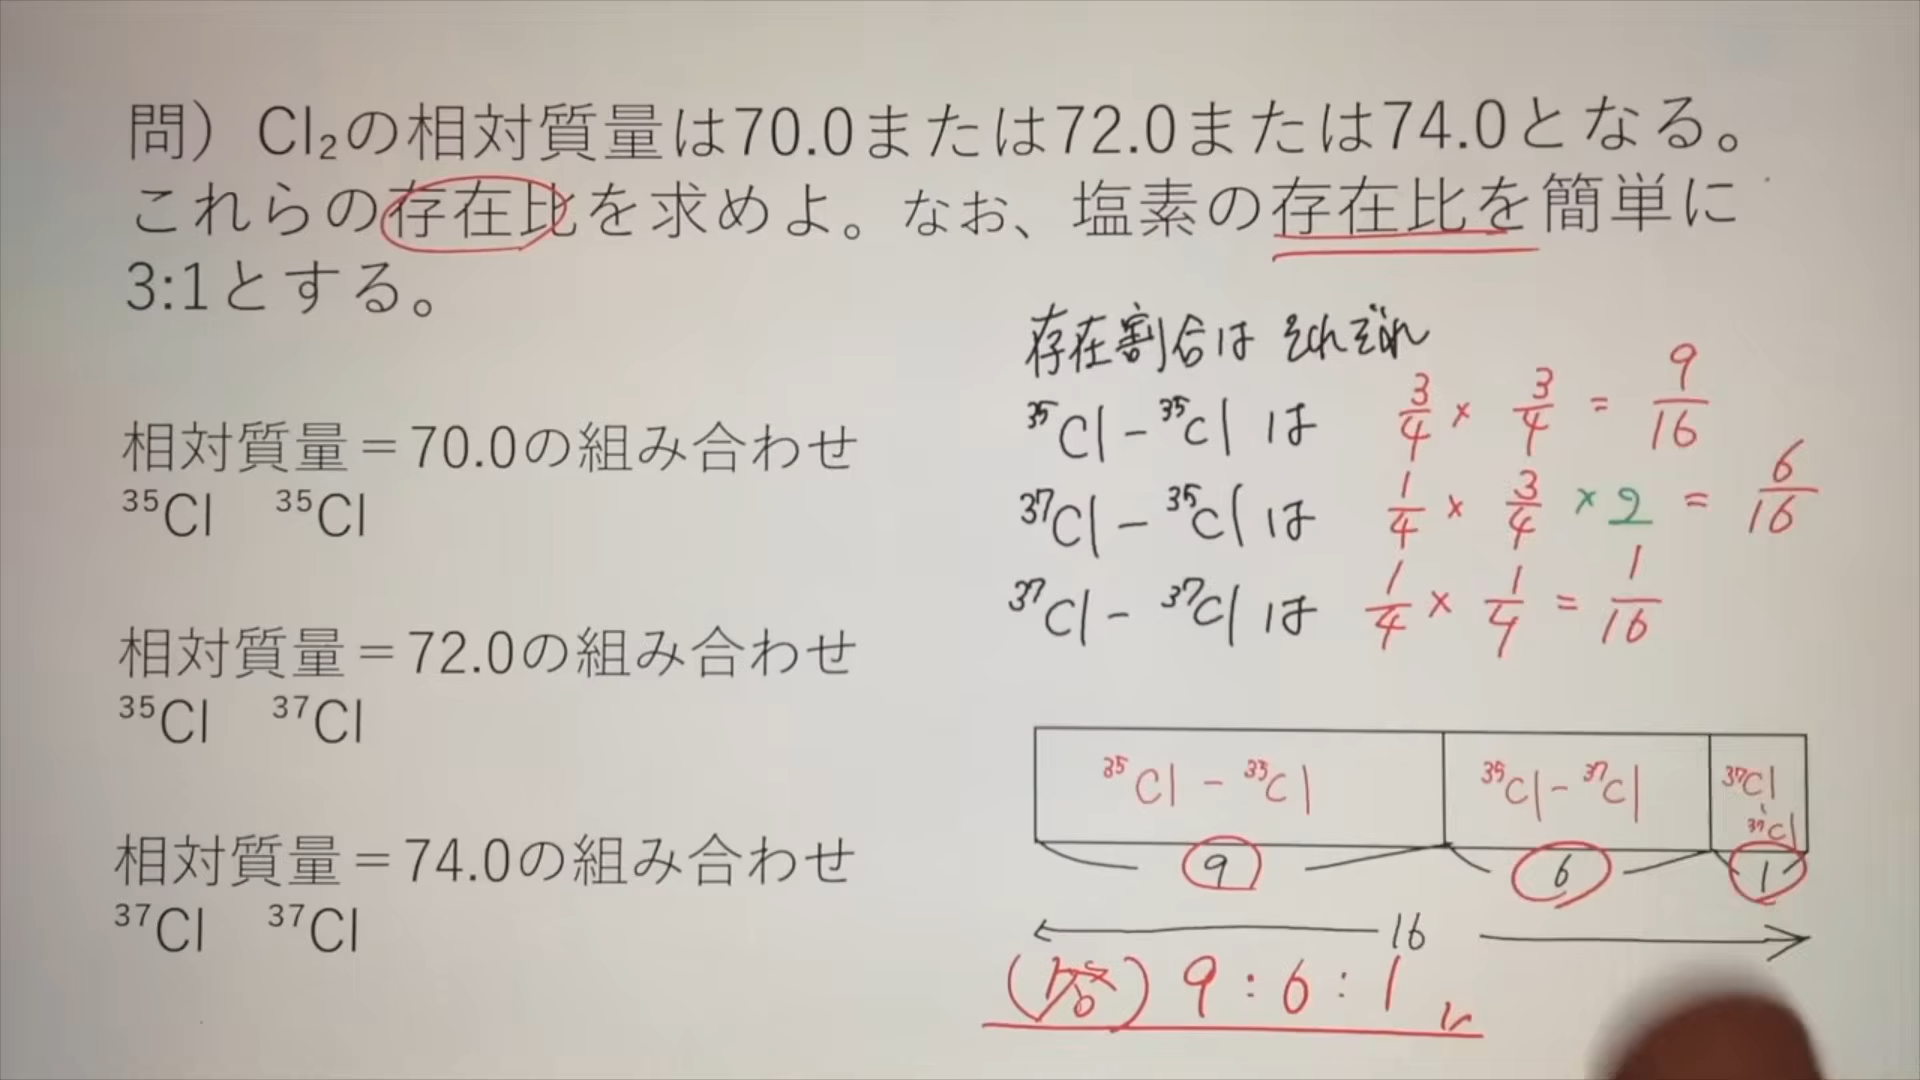 問）Cl₂の相対質量は70.0または72.0または74.0となる。
これらの存在比を求めよ。なお、塩素の存在比を簡単に
3:1とする。
相対質量＝70.0の組み合わせ
³⁵Cl ³⁵Cl
相対質量＝72.0の組み合わせ
³⁵Cl ³⁷Cl
相対質量＝74.0の組み合わせ
³⁷Cl ³⁷Cl
存在割合は それぞれ
³⁵Cl − ³⁵Cl は 3/4 × 3/4 = 9/16
³⁷Cl − ³⁵Cl は 1/4 × 3/4 × 2 = 6/16
³⁷Cl − ³⁷Cl は 1/4 × 1/4 = 1/16
³⁵Cl − ³⁵Cl ³⁵Cl − ³⁷Cl ³⁷Cl
³⁷Cl
9 6 1
16
(答) 9 : 6 : 1